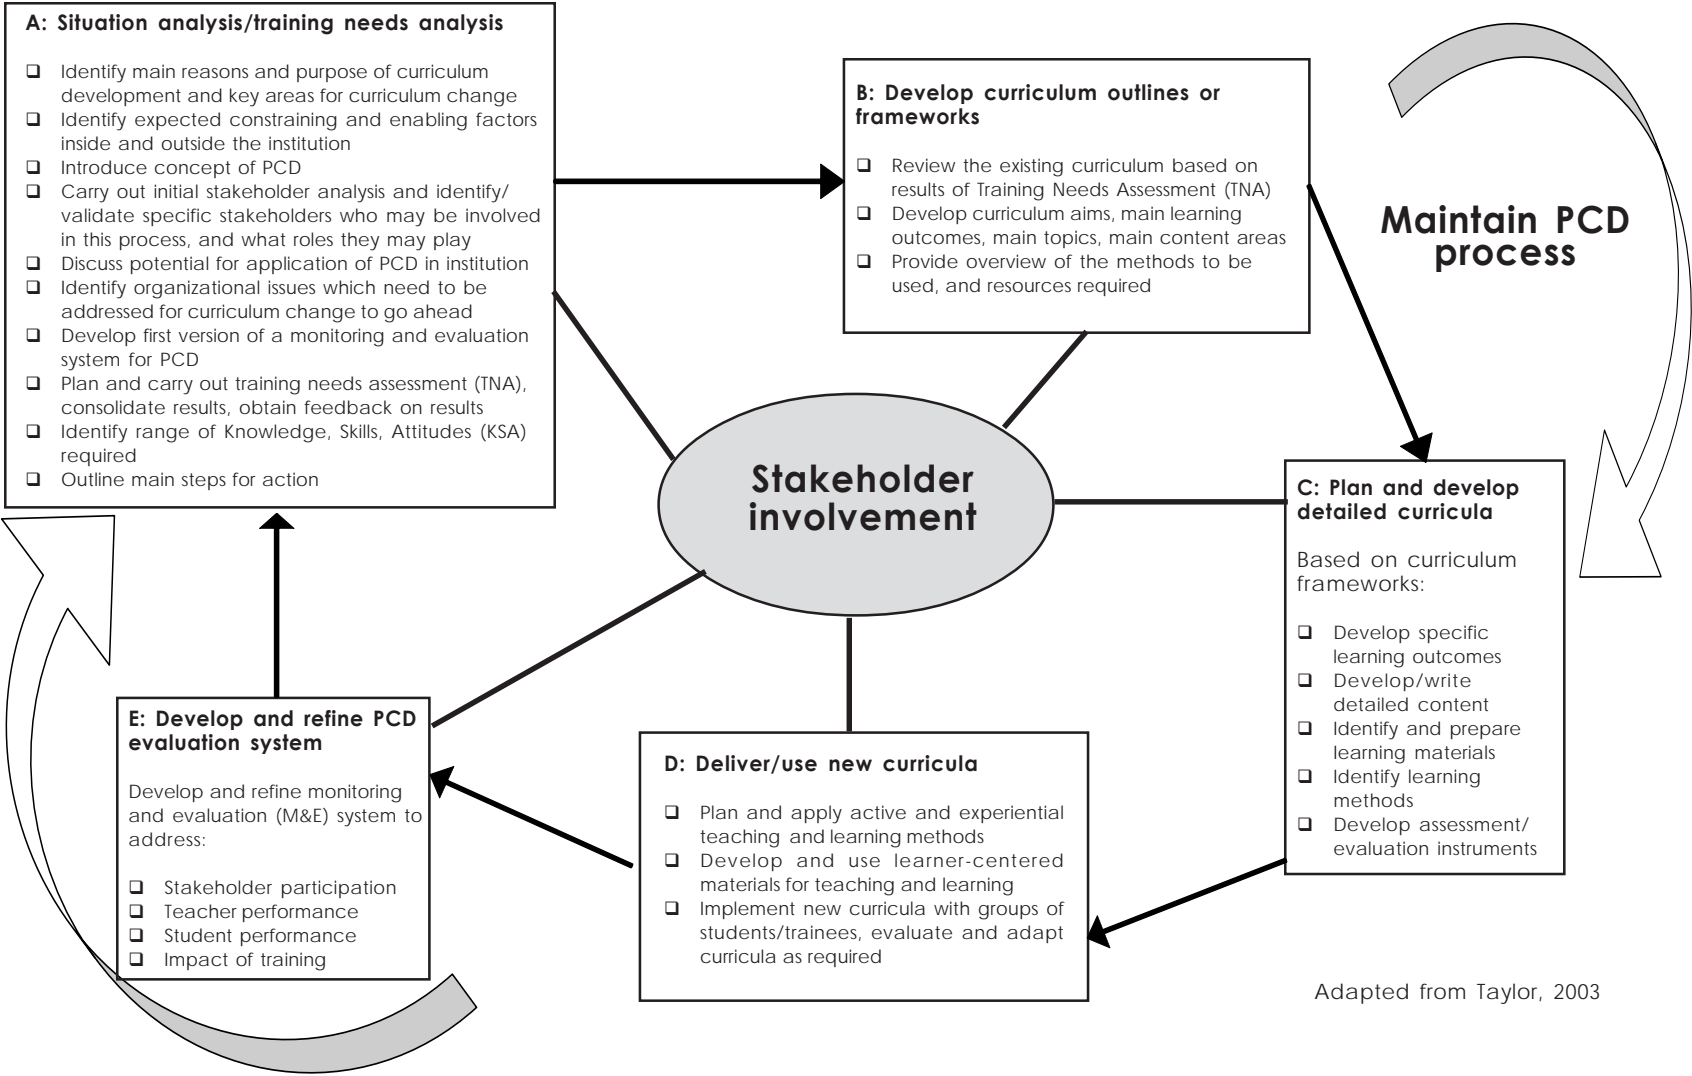 A: Situation analysis/training needs analysis
❑ Identify main reasons and purpose of curriculum
development and key areas for curriculum change
❑ Identify expected constraining and enabling factors
inside and outside the institution
❑ Introduce concept of PCD
❑ Carry out initial stakeholder analysis and identify/
validate specific stakeholders who may be involved
in this process, and what roles they may play
❑ Discuss potential for application of PCD in institution
❑ Identify organizational issues which need to be
addressed for curriculum change to go ahead
❑ Develop first version of a monitoring and evaluation
system for PCD
❑ Plan and carry out training needs assessment (TNA),
consolidate results, obtain feedback on results
❑ Identify range of Knowledge, Skills, Attitudes (KSA)
required
❑ Outline main steps for action
B: Develop curriculum outlines or
frameworks
❑ Review the existing curriculum based on
results of Training Needs Assessment (TNA)
❑ Develop curriculum aims, main learning
outcomes, main topics, main content areas
❑ Provide overview of the methods to be
used, and resources required
Maintain PCD
process
Stakeholder
involvement
C: Plan and develop
detailed curricula
Based on curriculum
frameworks:
❑ Develop specific
learning outcomes
❑ Develop/write
detailed content
❑ Identify and prepare
learning materials
❑ Identify learning
methods
❑ Develop assessment/
evaluation instruments
D: Deliver/use new curricula
❑ Plan and apply active and experiential
teaching and learning methods
❑ Develop and use learner-centered
materials for teaching and learning
❑ Implement new curricula with groups of
students/trainees, evaluate and adapt
curricula as required
E: Develop and refine PCD
evaluation system
Develop and refine monitoring
and evaluation (M&E) system to
address:
❑ Stakeholder participation
❑ Teacher performance
❑ Student performance
❑ Impact of training
Adapted from Taylor, 2003